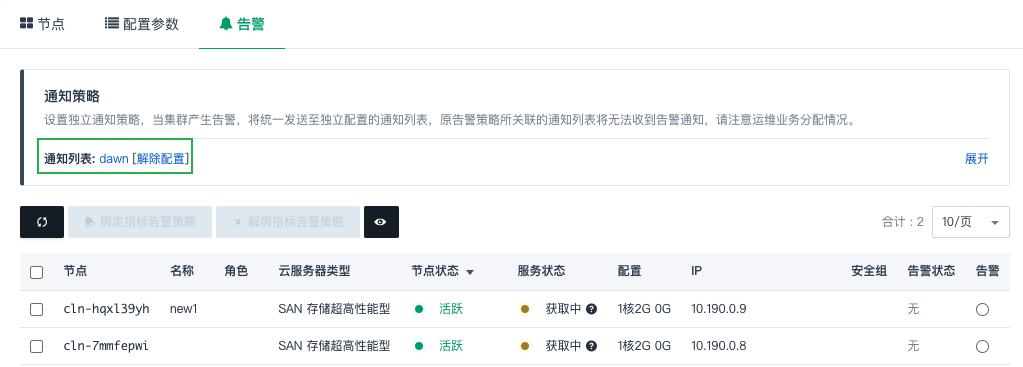 节点 配置参数 告警
通知策略
设置独立通知策略，当集群产生告警，将统一发送至独立配置的通知列表，原告警策略所关联的通知列表将无法收到告警通知，请注意运维业务分配情况。
通知列表: dawn [解除配置] 展开
绑定指标告警策略 解绑指标告警策略 合计：2 10/页
节点 名称 角色 云服务器类型 节点状态 服务状态 配置 IP 安全组 告警状态 告警
cln-hqxl39yh new1 SAN 存储超高性能型 活跃 获取中 1核2G 0G 10.190.0.9 无
cln-7mmfepwi SAN 存储超高性能型 活跃 获取中 1核2G 0G 10.190.0.8 无